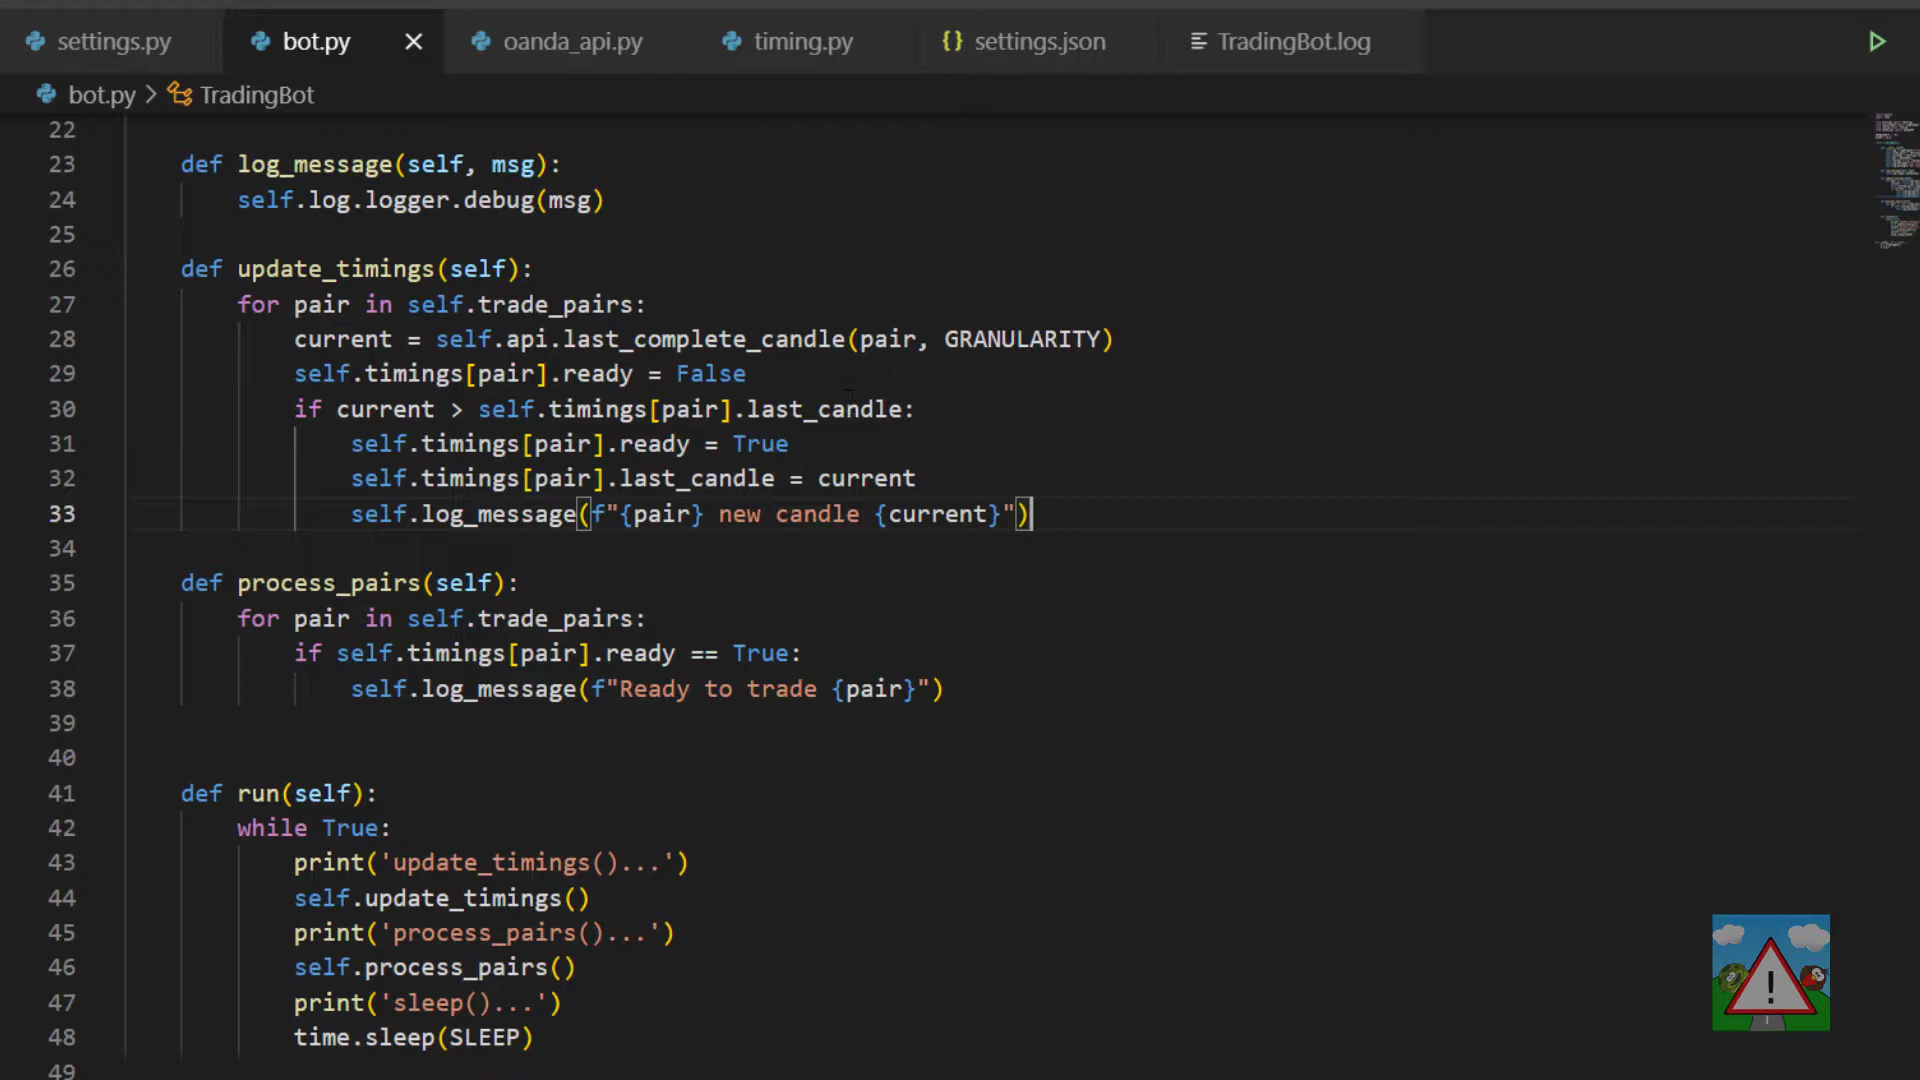 settings.py bot.py oanda_api.py timing.py {} settings.json TradingBot.log
bot.py > TradingBot
22
23 def log_message(self, msg):
24 self.log.logger.debug(msg)
25
26 def update_timings(self):
27 for pair in self.trade_pairs:
28 current = self.api.last_complete_candle(pair, GRANULARITY)
29 self.timings[pair].ready = False
30 if current > self.timings[pair].last_candle:
31 self.timings[pair].ready = True
32 self.timings[pair].last_candle = current
33 self.log_message(f"{pair} new candle {current}")
34
35 def process_pairs(self):
36 for pair in self.trade_pairs:
37 if self.timings[pair].ready == True:
38 self.log_message(f"Ready to trade {pair}")
39
40
41 def run(self):
42 while True:
43 print('update_timings()...')
44 self.update_timings()
45 print('process_pairs()...')
46 self.process_pairs()
47 print('sleep()...')
48 time.sleep(SLEEP)
49
!